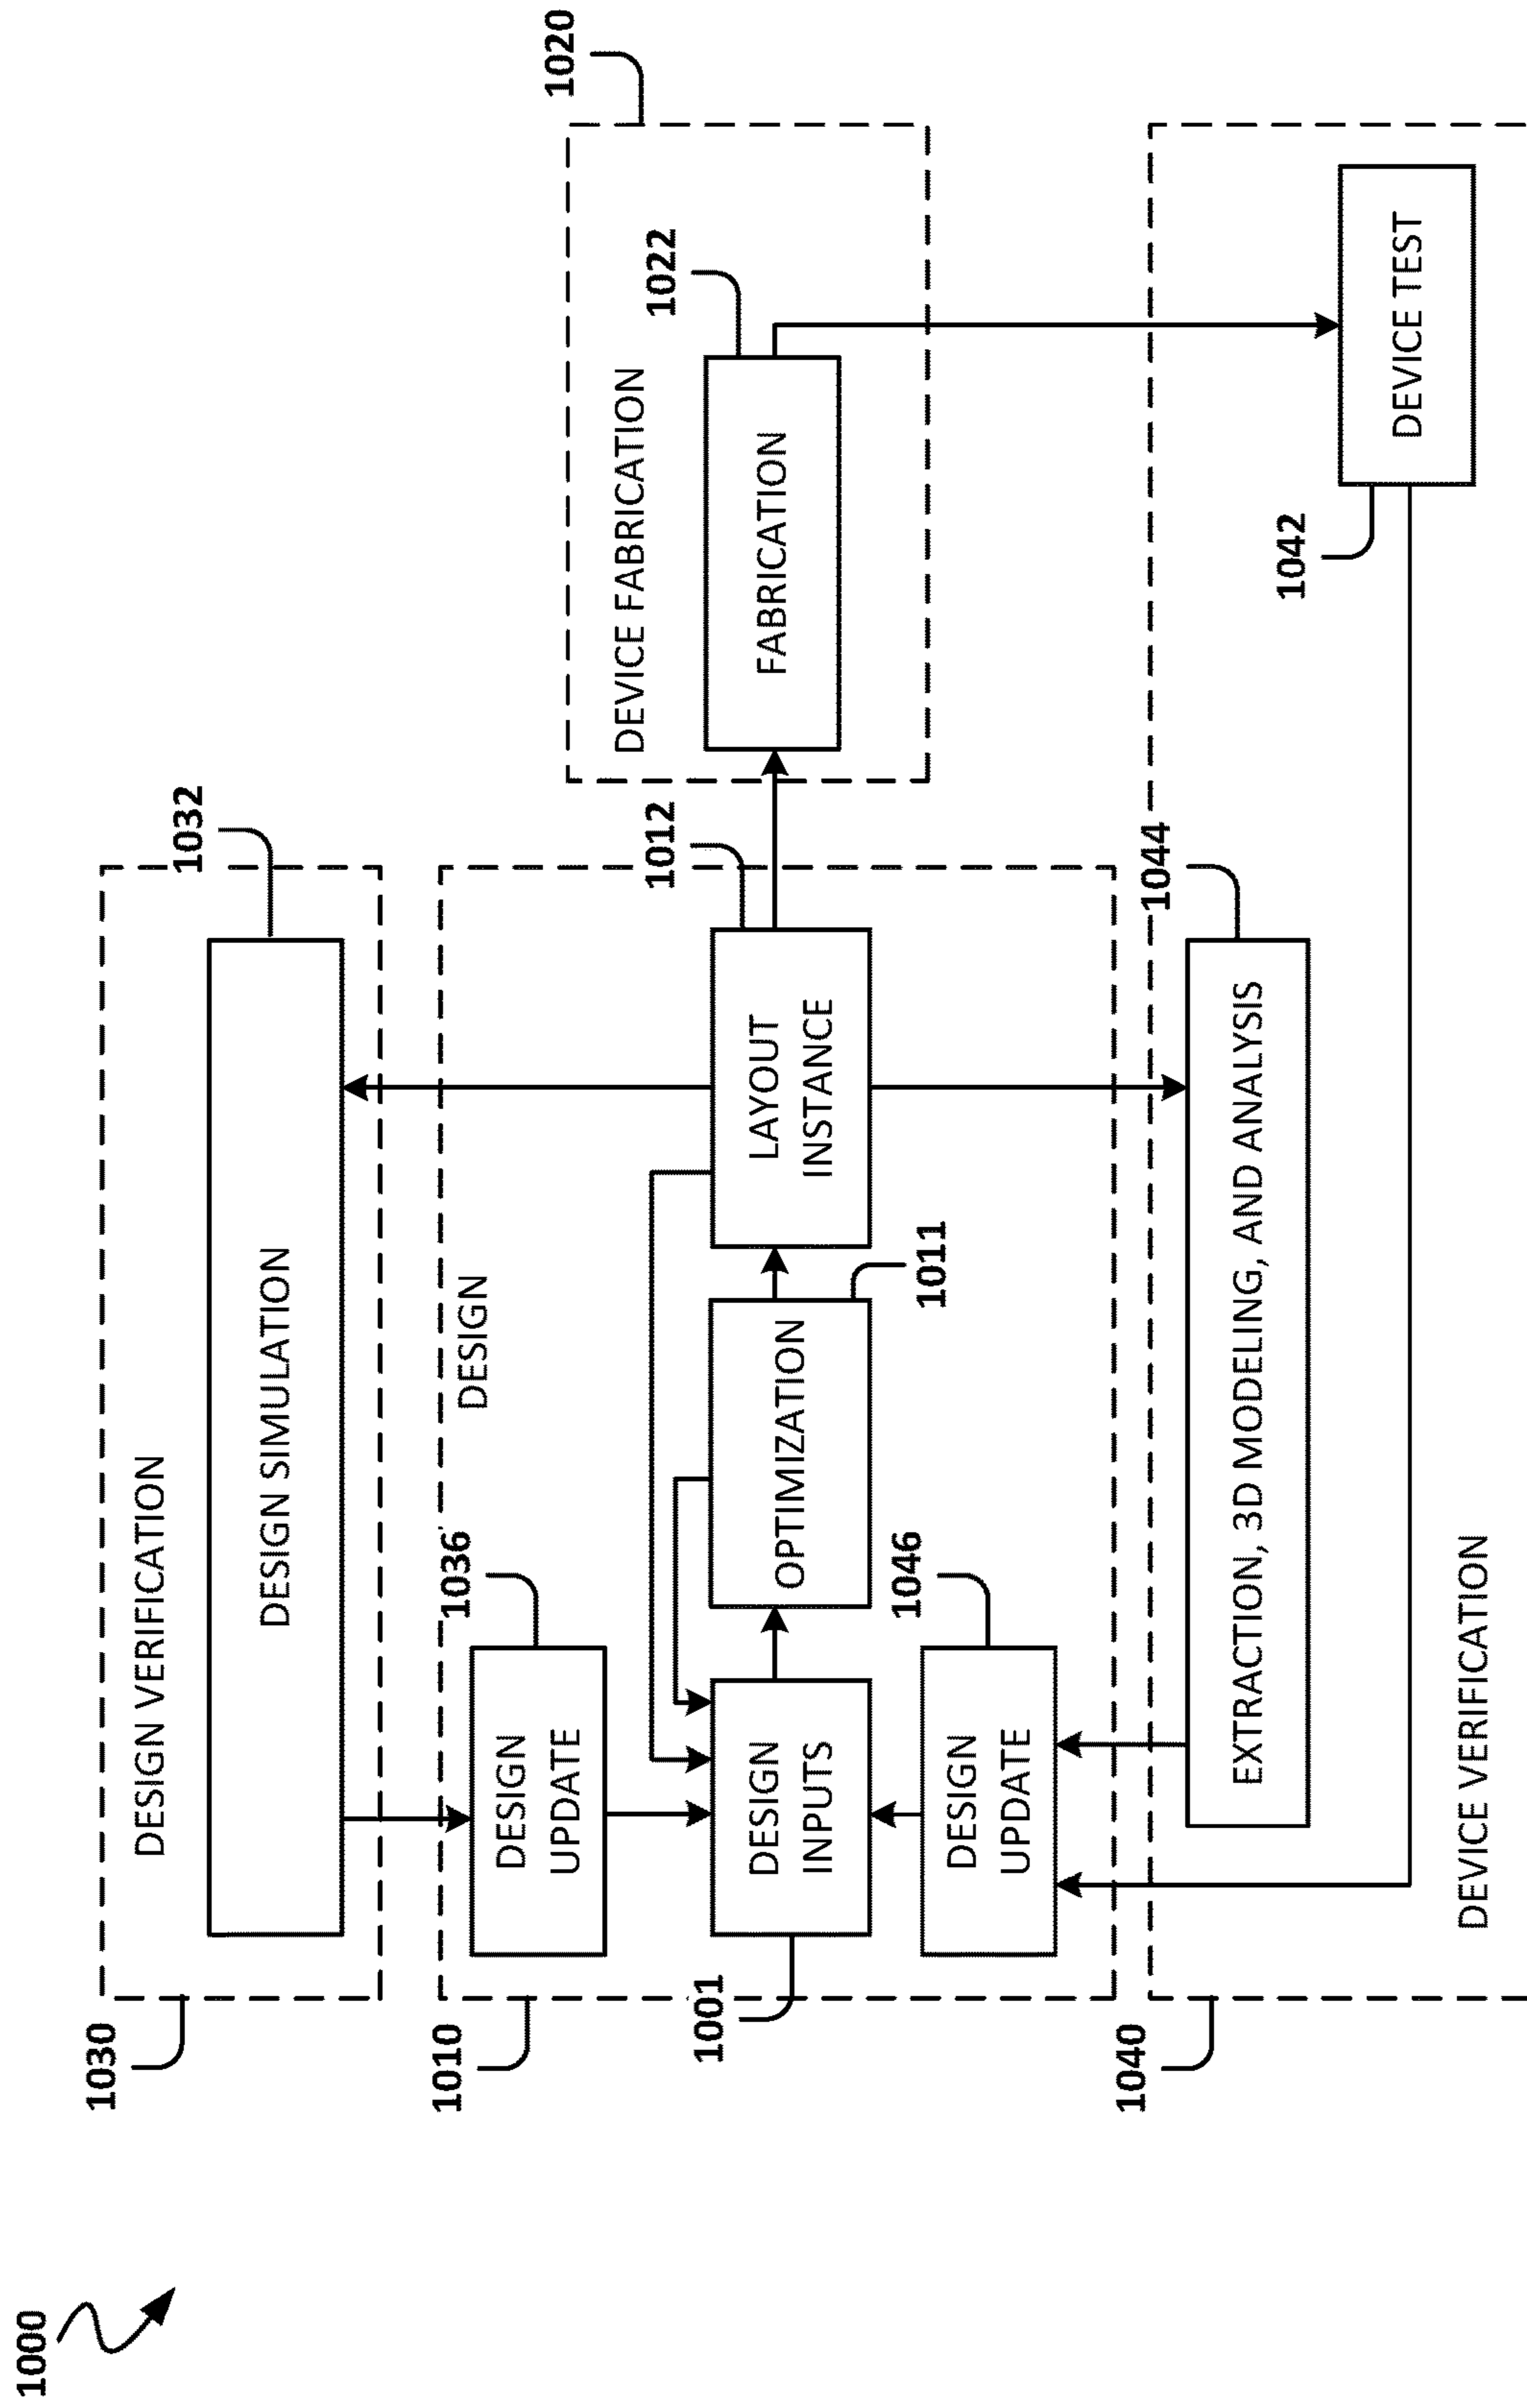 1000
1030
DESIGN VERIFICATION
1032
DESIGN SIMULATION
1010
1036
DESIGN
DESIGN
UPDATE
1001
DESIGN
INPUTS
OPTIMIZATION
1011
LAYOUT
INSTANCE
1012
1046
DESIGN
UPDATE
1020
DEVICE FABRICATION
1022
FABRICATION
1040
1044
EXTRACTION, 3D MODELING, AND ANALYSIS
1042
DEVICE TEST
DEVICE VERIFICATION